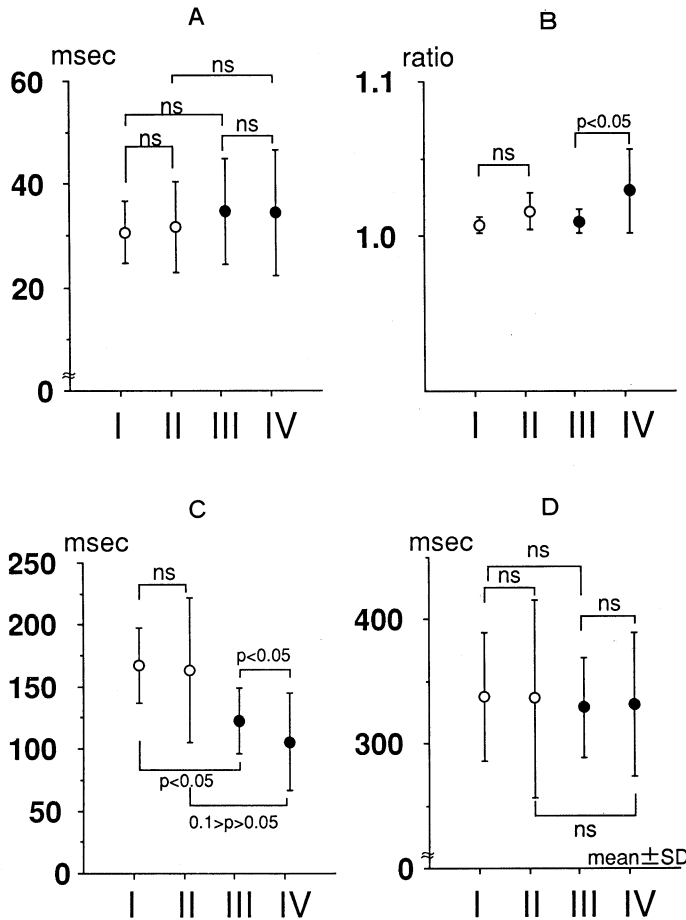 A
msec
60
40
20
0
ns
ns
ns
ns
I II III IV
B
ratio
1.1
1.0
ns
p<0.05
I II III IV
C
msec
250
200
150
100
50
0
ns
p<0.05
p<0.05
0.1>p>0.05
I II III IV
D
msec
400
300
0
ns
ns
ns
ns
mean±SD
I II III IV